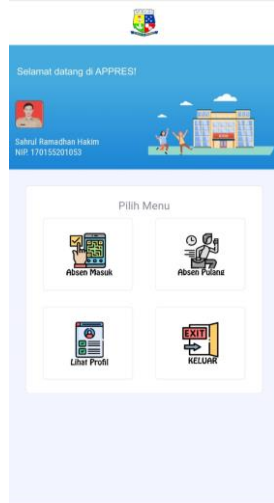 Selamat datang di APPRES!
Sahrul Ramadhan Hakim
NIP. 170155201053
Pilih Menu
Absen Masuk
Absen Pulang
EXIT
Lihat Profil
KELUAR